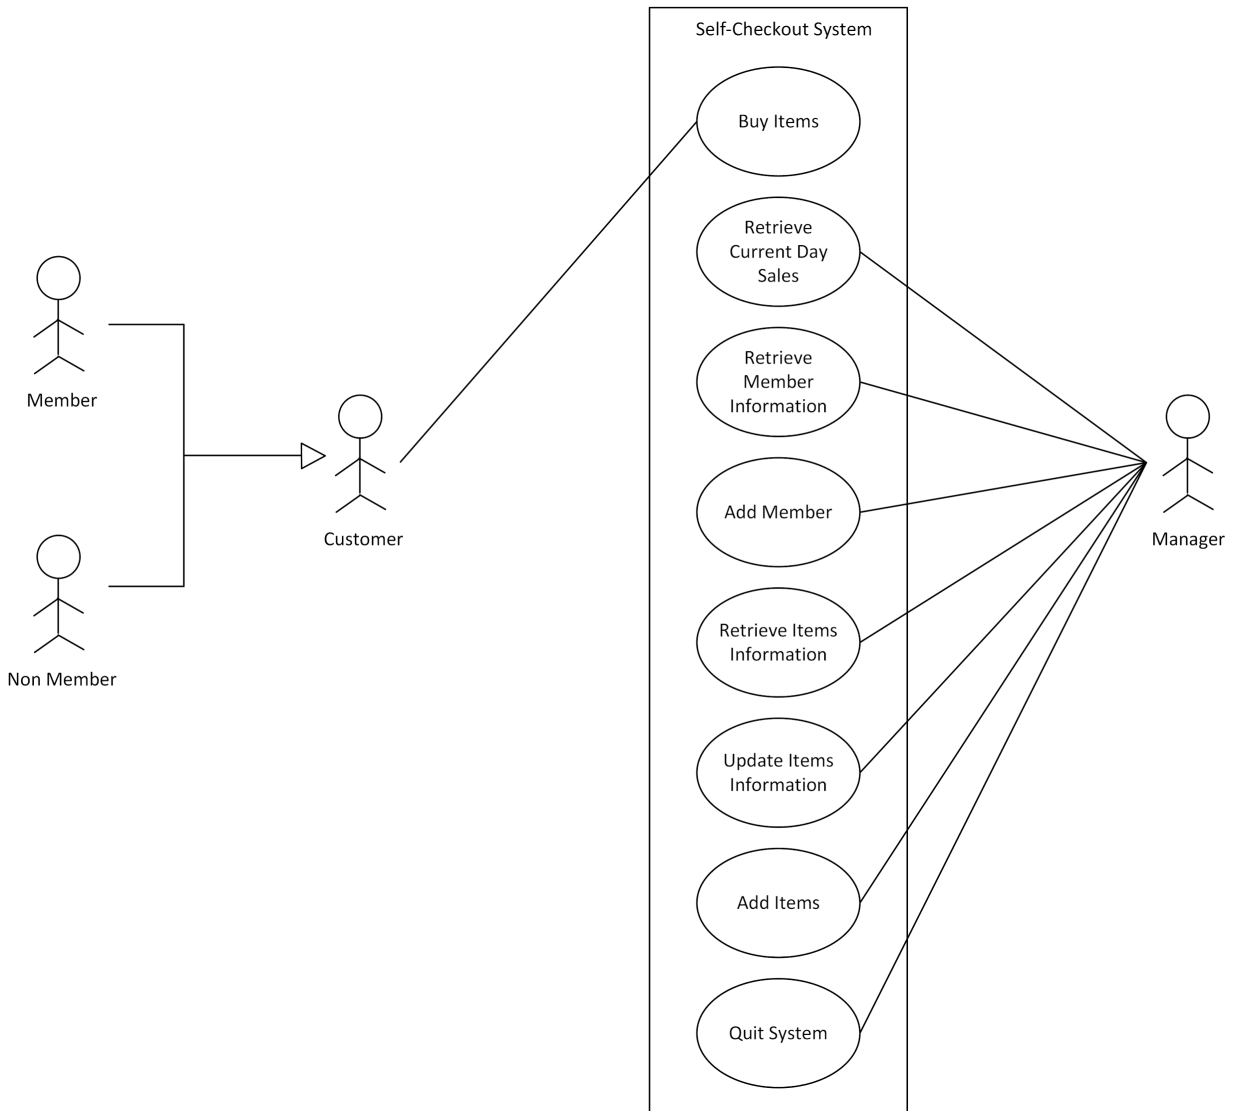 Self-Checkout System
Buy Items
Retrieve
Current Day
Sales
Retrieve
Member
Information
Member
Add Member
Customer
Manager
Retrieve Items
Information
Non Member
Update Items
Information
Add Items
Quit System